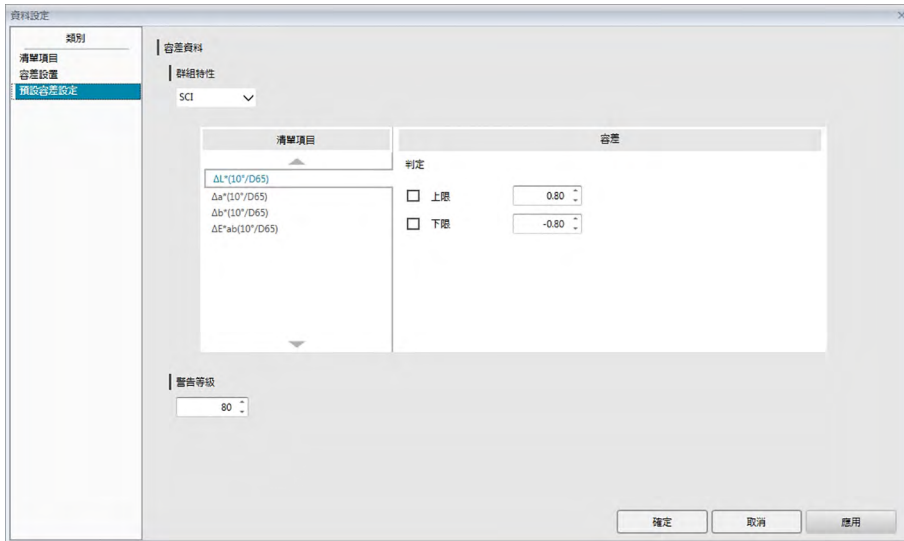 資料設定
類別
清單項目
容差設置
預設容差設定
容差資料
群組特性
SCI
清單項目
容差
ΔL*(10°/D65)
Δa*(10°/D65)
Δb*(10°/D65)
ΔE*ab(10°/D65)
判定
上限 0.80
下限 -0.80
警告等級
80
確定 取消 應用